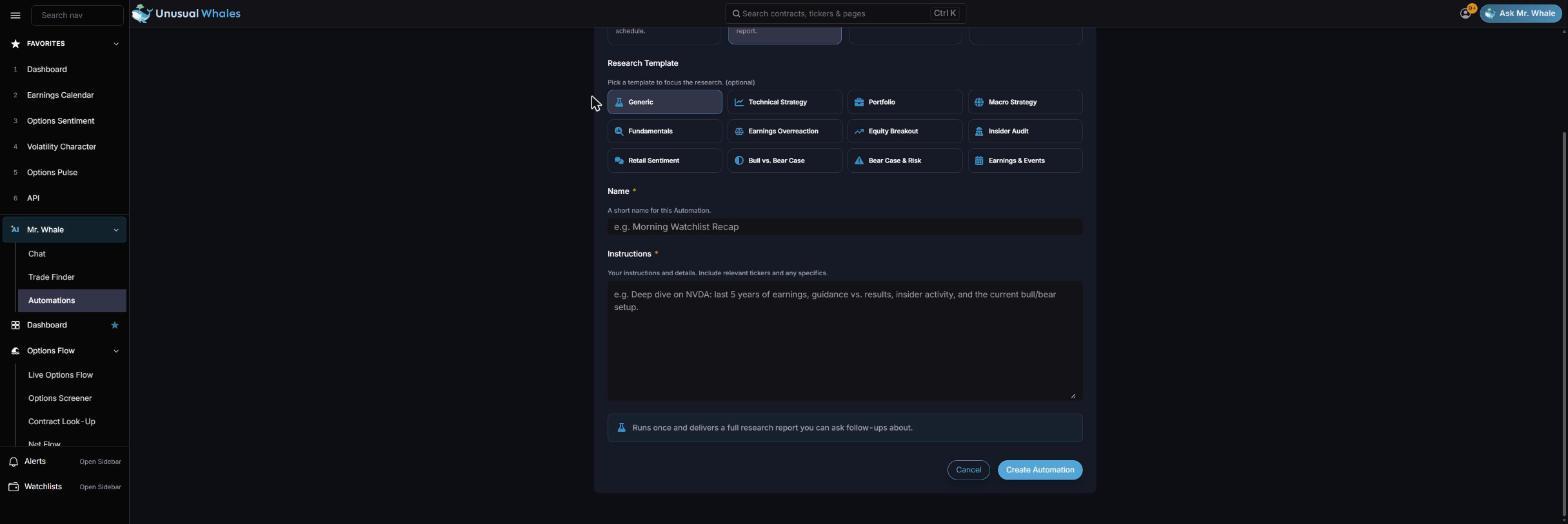 Search nav
Unusual Whales
Search contracts, tickers & pages
Ctrl K
9+
Ask Mr. Whale
FAVORITES
1 Dashboard
2 Earnings Calendar
3 Options Sentiment
4 Volatility Character
5 Options Pulse
6 API
AI Mr. Whale
Chat
Trade Finder
Automations
Dashboard
Options Flow
Live Options Flow
Options Screener
Contract Look-Up
Net Flow
Alerts Open Sidebar
Watchlists Open Sidebar
schedule.
report.
Research Template
Pick a template to focus the research. (optional)
Generic
Technical Strategy
Portfolio
Macro Strategy
Fundamentals
Earnings Overreaction
Equity Breakout
Insider Audit
Retail Sentiment
Bull vs. Bear Case
Bear Case & Risk
Earnings & Events
Name *
A short name for this Automation.
e.g. Morning Watchlist Recap
Instructions *
Your instructions and details. Include relevant tickers and any specifics.
e.g. Deep dive on NVDA: last 5 years of earnings, guidance vs. results, insider activity, and the current bull/bear
setup.
Runs once and delivers a full research report you can ask follow-ups about.
Cancel
Create Automation